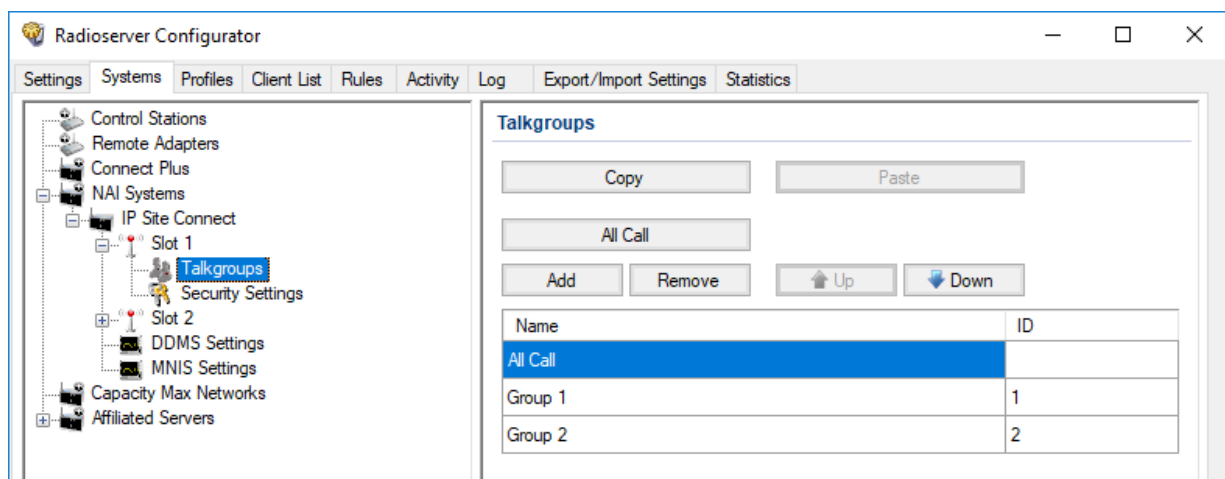 Radioserver Configurator
Settings Systems Profiles Client List Rules Activity Log Export/Import Settings Statistics
Control Stations
Remote Adapters
Connect Plus
NAI Systems
IP Site Connect
Slot 1
Talkgroups
Security Settings
Slot 2
DDMS Settings
MNIS Settings
Capacity Max Networks
Affiliated Servers
Talkgroups
Copy Paste
All Call
Add Remove Up Down
Name ID
All Call
Group 1 1
Group 2 2